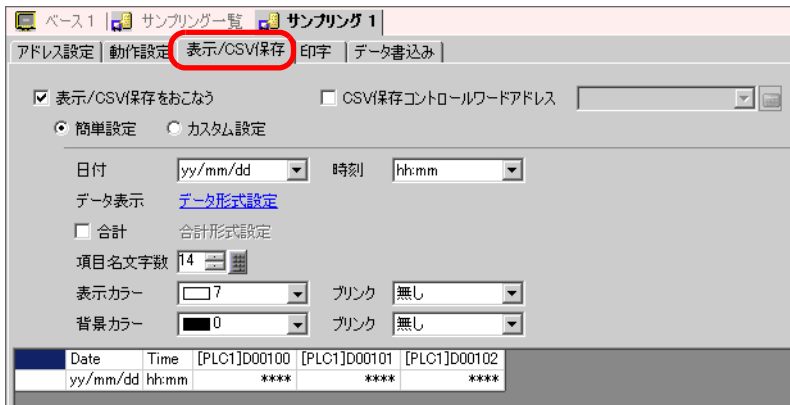 ベース1 サンプリング一覧 サンプリング 1
アドレス設定 動作設定 表示/CSV保存 印字 データ書込み
表示/CSV保存をおこなう CSV保存コントロールワードアドレス
簡単設定 カスタム設定
日付 yy/mm/dd 時刻 hh:mm
データ表示 データ形式設定
合計 合計形式設定
項目名文字数 14
表示カラー 7 ブリンク 無し
背景カラー 0 ブリンク 無し
Date Time [PLC1]D00100 [PLC1]D00101 [PLC1]D00102
yy/mm/dd hh:mm **** **** ****